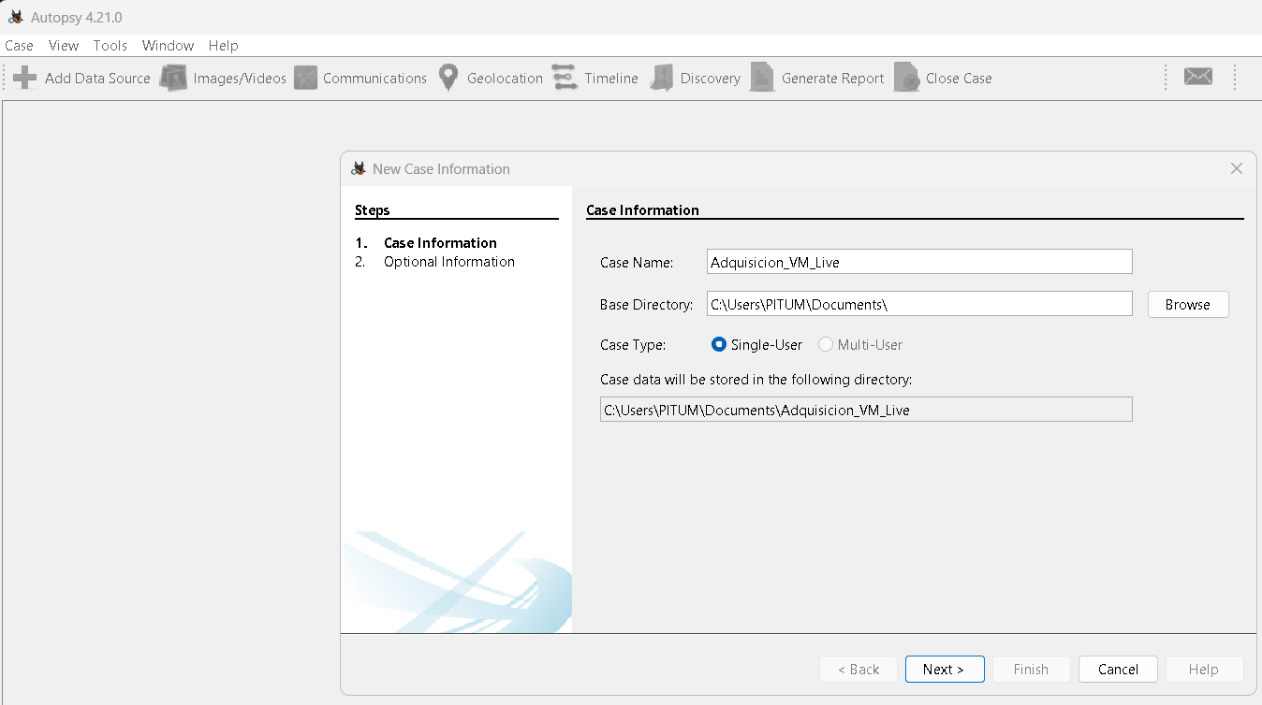 Autopsy 4.21.0
Case View Tools Window Help
Add Data Source Images/Videos Communications Geolocation Timeline Discovery Generate Report Close Case
New Case Information
Steps
1. Case Information
2. Optional Information
Case Information
Case Name: Adquisicion_VM_Live
Base Directory: C:\Users\PITUM\Documents\ Browse
Case Type: Single-User Multi-User
Case data will be stored in the following directory:
C:\Users\PITUM\Documents\Adquisicion_VM_Live
< Back Next > Finish Cancel Help